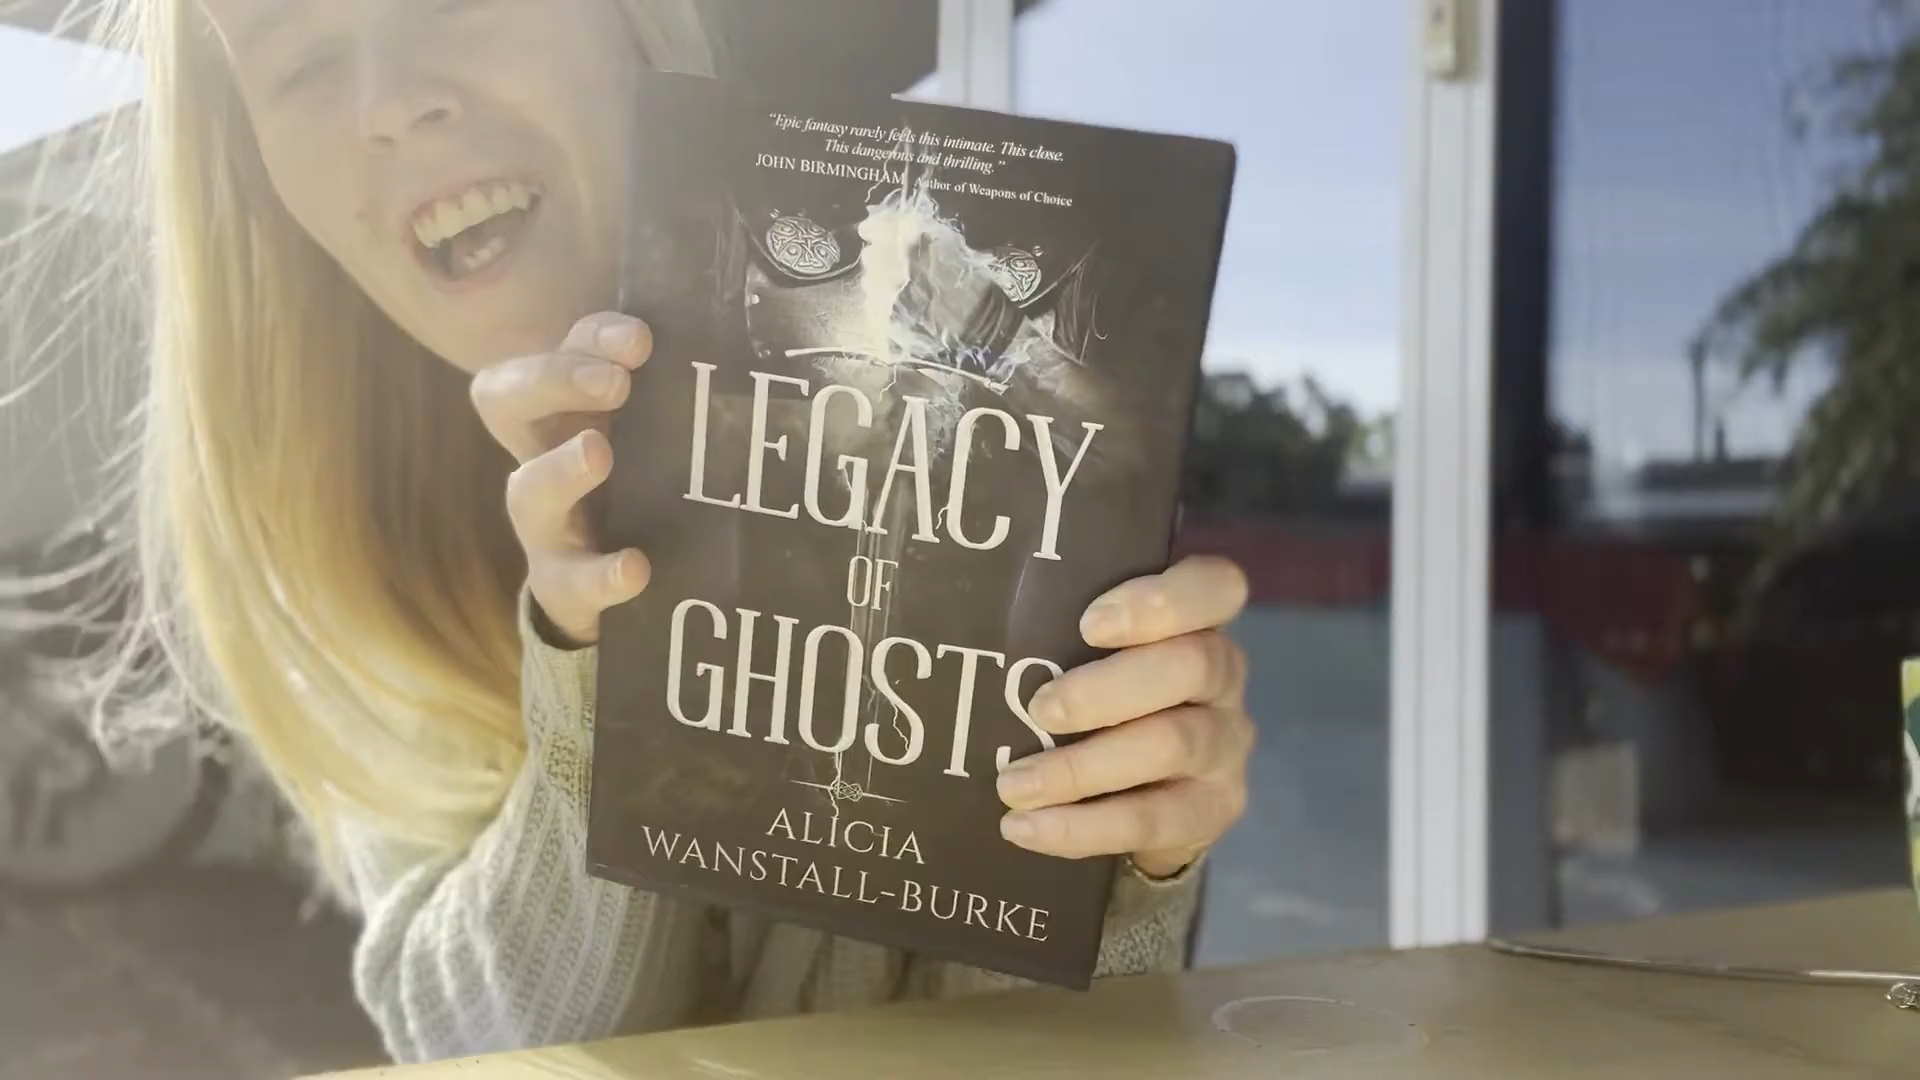 “Epic fantasy rarely feels this intimate. This close.
This dangerous and thrilling.”
JOHN BIRMINGHAM Author of Weapons of Choice
LEGACY
OF
GHOSTS
ALICIA
WANSTALL-BURKE